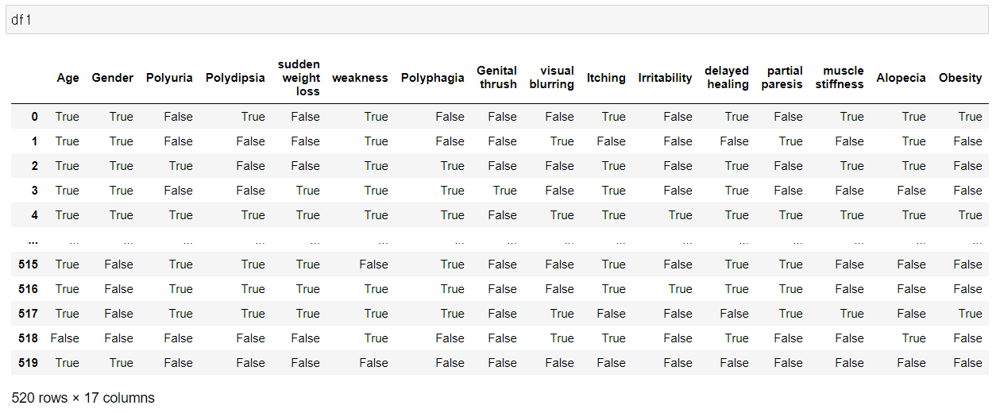 df1
Age Gender Polyuria Polydipsia sudden weight loss weakness Polyphagia Genital thrush visual blurring Itching Irritability delayed healing partial paresis muscle stiffness Alopecia Obesity
0 True True False True False True False False False True False True False True True True
1 True True False False False True False False True False False False True False True False
2 True True True False False True True False False True False True False True True False
3 True True False False True True True True False True False True False False False False
4 True True True True True True True False True True True True True True True True
... ... ... ... ... ... ... ... ... ... ... ... ... ... ... ... ...
515 True False True True True False True False False True False True True False False False
516 True False True True True True True False False True True True True False False False
517 True False True True True True True False True False False False True True False True
518 False False False False False True False False True True False True False False True False
519 True True False False False False False False False False False False False False False False
520 rows × 17 columns